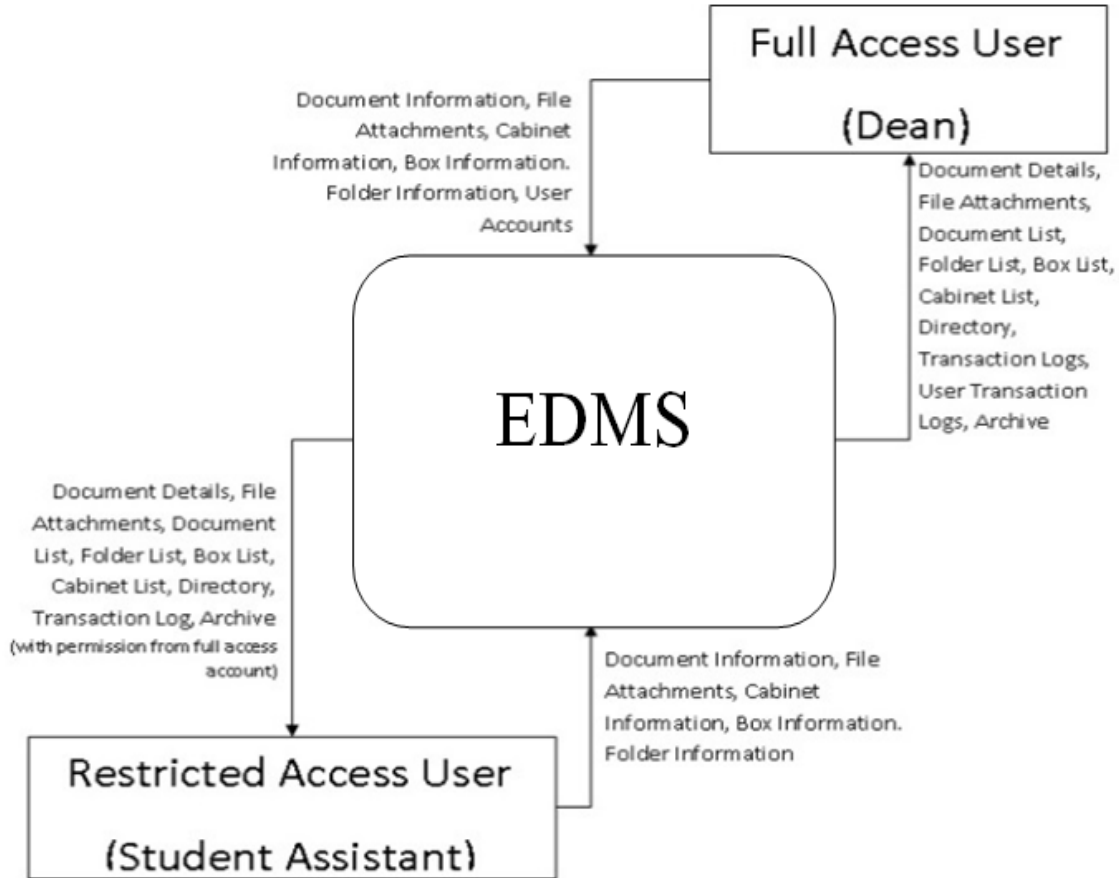 Full Access User
(Dean)
Document Information, File
Attachments, Cabinet
Information, Box Information.
Folder Information, User
Accounts
Document Details,
File Attachments,
Document List,
Folder List, Box List,
Cabinet List,
Directory,
Transaction Logs,
User Transaction
Logs, Archive
EDMS
Document Details, File
Attachments, Document
List, Folder List, Box List,
Cabinet List, Directory,
Transaction Log, Archive
(with permission from full access
account)
Document Information, File
Attachments, Cabinet
Information, Box Information.
Folder Information
Restricted Access User
(Student Assistant)